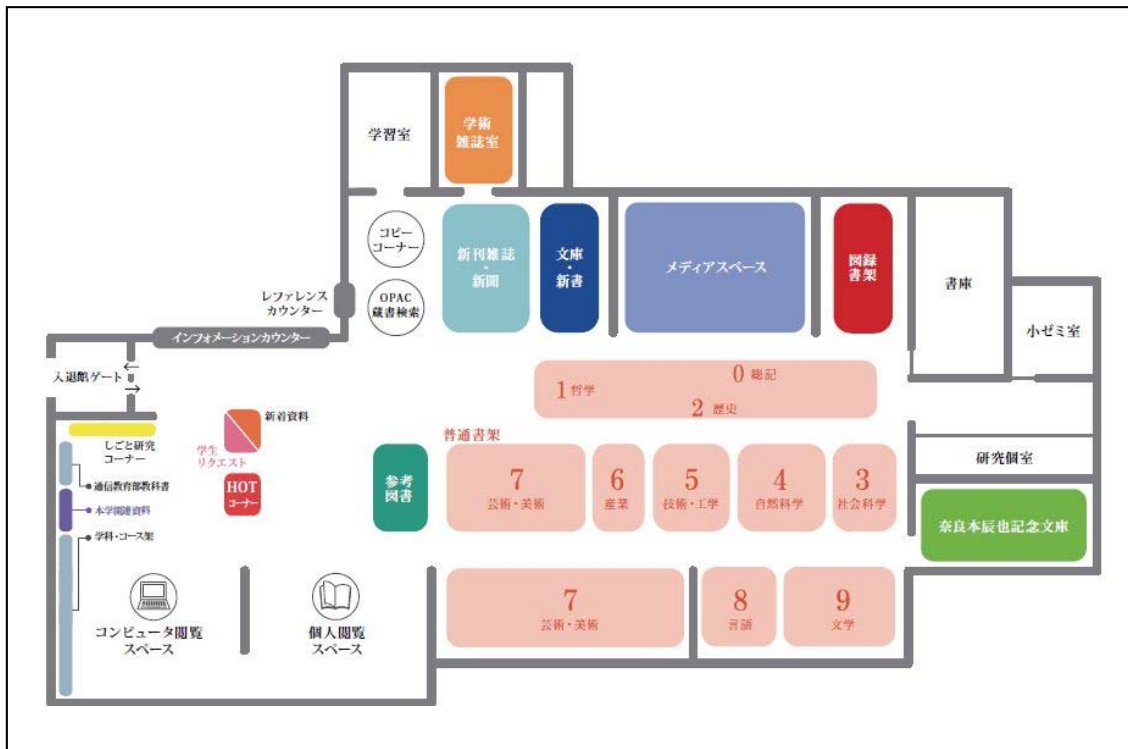 学習室
学術
雑誌室
コピー
コーナー
新刊雑誌
・
新聞
文庫
・
新書
メディアスペース
図録
書架
書庫
レファレンス
カウンター
OPAC
蔵書検索
小ゼミ室
インフォメーションカウンター
入退館ゲート
1 哲学
0 総記
2 歴史
新着資料
しごと研究
コーナー
学生
リクエスト
普通書架
参考
図書
7
芸術・美術
6
産業
5
技術・工学
4
自然科学
3
社会科学
研究個室
通信教育部教科書
HOT
コーナー
本学関連資料
奈良本辰也記念文庫
学科・コース架
コンピュータ閲覧
スペース
個人閲覧
スペース
7
芸術・美術
8
言語
9
文学